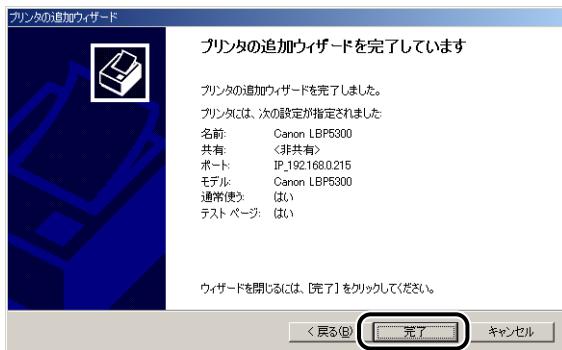 プリンタの追加ウィザード
プリンタの追加ウィザードを完了しています
プリンタの追加ウィザードを完了しました。
プリンタには、次の設定が指定されました:
名前: Canon LBP5300
共有: <非共有>
ポート: IP_192.168.0.215
モデル: Canon LBP5300
通常使う: はい
テスト ページ: はい
ウィザードを閉じるには、[完了] をクリックしてください。
< 戻る(B) 完了 キャンセル